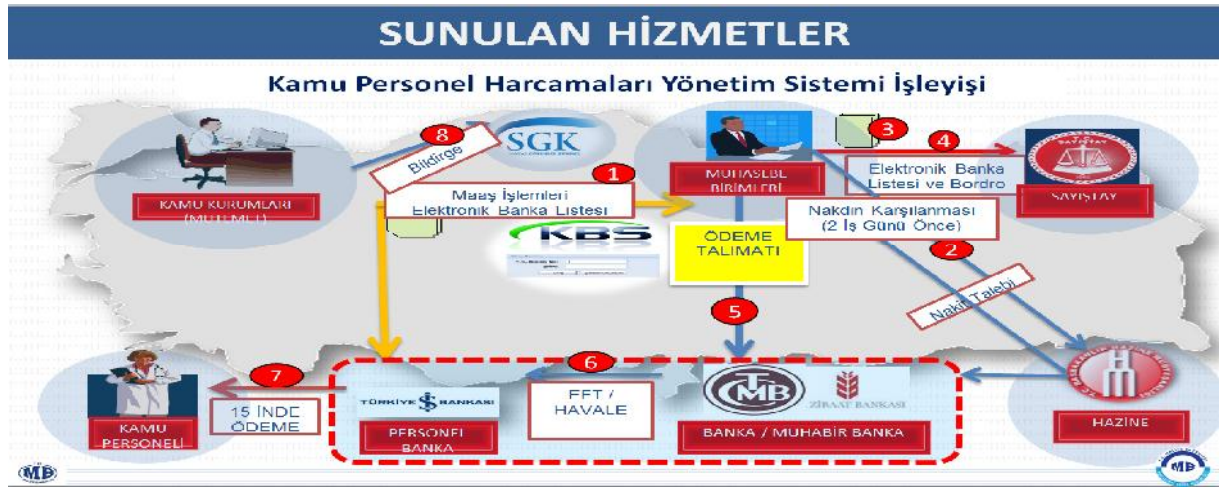 SUNULAN HİZMETLER
Kamu Personel Harcamaları Yönetim Sistemi İşleyişi
8
SGK
Bildirge
KAMU KURUMLARI
(MUTEMET)
1
Maaş İşlemleri
Elektronik Banka Listesi
KBS
MUHASEBE
BİRİMLERİ
3
4
Elektronik Banka
Listesi ve Bordro
T.C.
SAYIŞTAY
SAYIŞTAY
Nakdin Karşılanması
(2 İş Günü Önce)
2
Nakit Talebi
ÖDEME
TALİMATI
5
7
15 İNDE
ÖDEME
KAMU
PERSONELİ
6
EFT /
HAVALE
TÜRKİYE İŞ BANKASI
PERSONEL
BANKA
TCMB
ZİRAAT BANKASI
BANKA / MUHABİR BANKA
HAZİNE